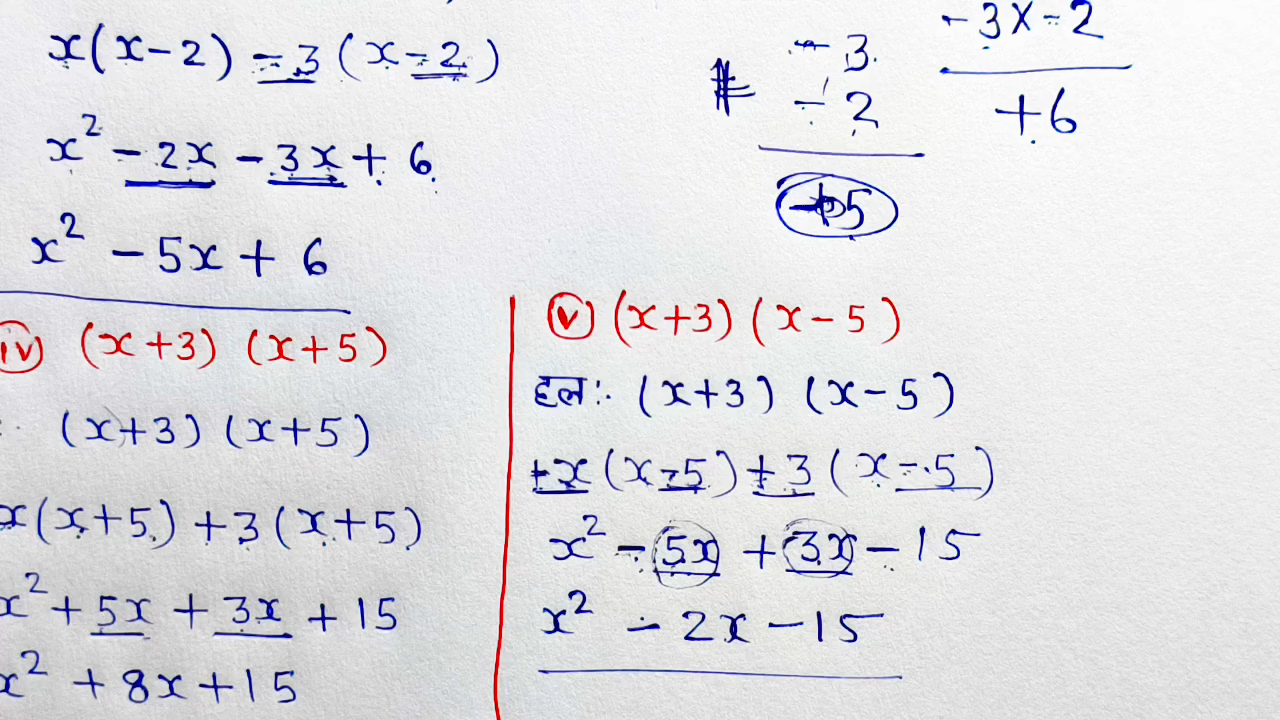 x(x-2) -3(x-2)
x² -2x -3x + 6
x² -5x + 6
-3
-2
-3x-2
+6
iv) (x+3) (x+5)
(x+3) (x+5)
x(x+5) +3(x+5)
x² + 5x + 3x + 15
x² + 8x + 15
v) (x+3) (x-5)
हल:- (x+3) (x-5)
+x(x-5) +3(x-5)
x² -5x +3x -15
x² -2x -15